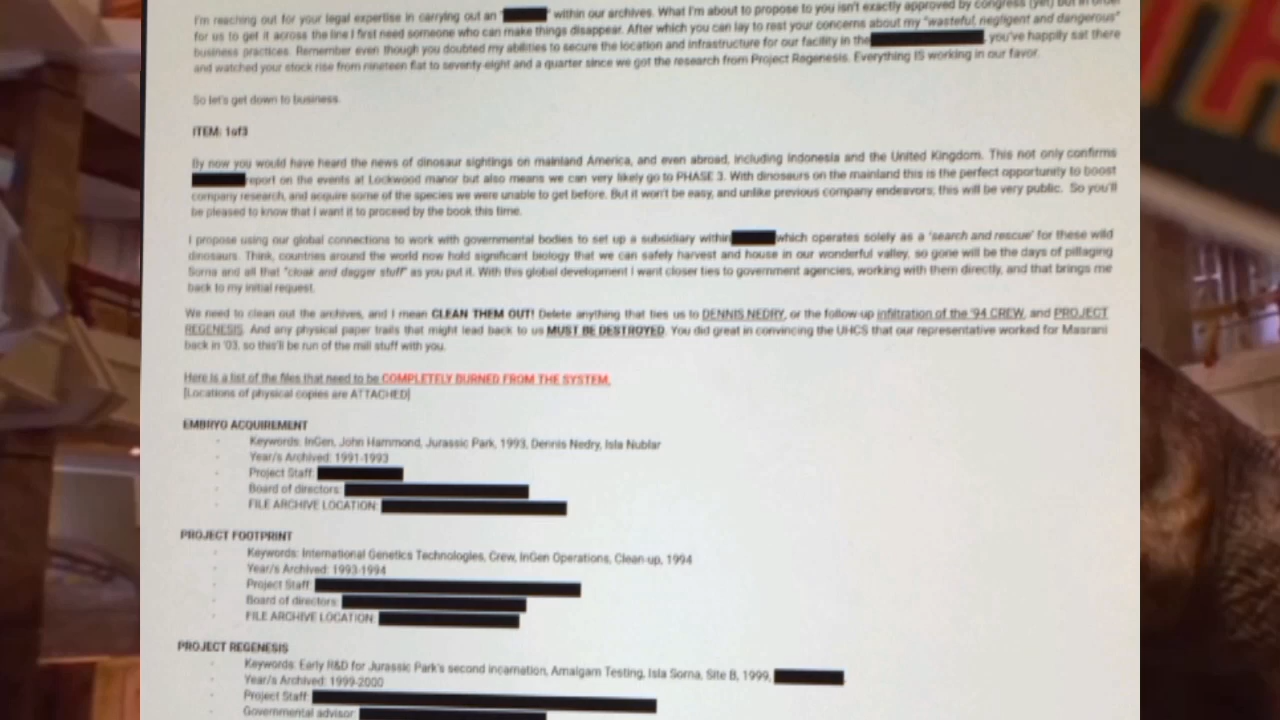 I'm reaching out for your legal expertise in carrying out an " " within our archives. What I'm about to propose to you isn't exactly approved by congress (yet) but in order
for us to get it across the line I first need someone who can make things disappear. After which you can lay to rest your concerns about my "wasteful, negligent and dangerous"
business practices. Remember even though you doubted my abilities to secure the location and infrastructure for our facility in the , you've happily sat there
and watched your stock rise from nineteen flat to seventy-eight and a quarter since we got the research from Project Regenesis. Everything IS working in our favor.
So let's get down to business.
ITEM: 1of3
By now you would have heard the news of dinosaur sightings on mainland America, and even abroad, including Indonesia and the United Kingdom. This not only confirms
report on the events at Lockwood manor but also means we can very likely go to PHASE 3. With dinosaurs on the mainland this is the perfect opportunity to boost
company research, and acquire some of the species we were unable to get before. But it won't be easy, and unlike previous company endeavors; this will be very public. So you'll
be pleased to know that I want it to proceed by the book this time.
I propose using our global connections to work with governmental bodies to set up a subsidiary within which operates solely as a 'search and rescue' for these wild
dinosaurs. Think, countries around the world now hold significant biology that we can safely harvest and house in our wonderful valley, so gone will be the days of pillaging
Sorna and all that "cloak and dagger stuff" as you put it. With this global development I want closer ties to government agencies, working with them directly, and that brings me
back to my initial request.
We need to clean out the archives, and I mean CLEAN THEM OUT! Delete anything that ties us to DENNIS NEDRY, or the follow-up infiltration of the '94 CREW, and PROJECT
REGENESIS. And any physical paper trails that might lead back to us MUST BE DESTROYED. You did great in convincing the UHCS that our representative worked for Masrani
back in '03, so this'll be run of the mill stuff with you.
Here is a list of the files that need to be COMPLETELY BURNED FROM THE SYSTEM.
[Locations of physical copies are ATTACHED]
EMBRYO ACQUIREMENT
- Keywords: InGen, John Hammond, Jurassic Park, 1993, Dennis Nedry, Isla Nublar
- Year/s Archived: 1991-1993
- Project Staff:
- Board of directors:
- FILE ARCHIVE LOCATION:
PROJECT FOOTPRINT
- Keywords: International Genetics Technologies, Crew, InGen Operations, Clean-up, 1994
- Year/s Archived: 1993-1994
- Project Staff:
- Board of directors:
- FILE ARCHIVE LOCATION:
PROJECT REGENESIS
- Keywords: Early R&D for Jurassic Park's second incarnation, Amalgam Testing, Isla Sorna, Site B, 1999,
- Year/s Archived: 1999-2000
- Project Staff:
- Governmental advisor: